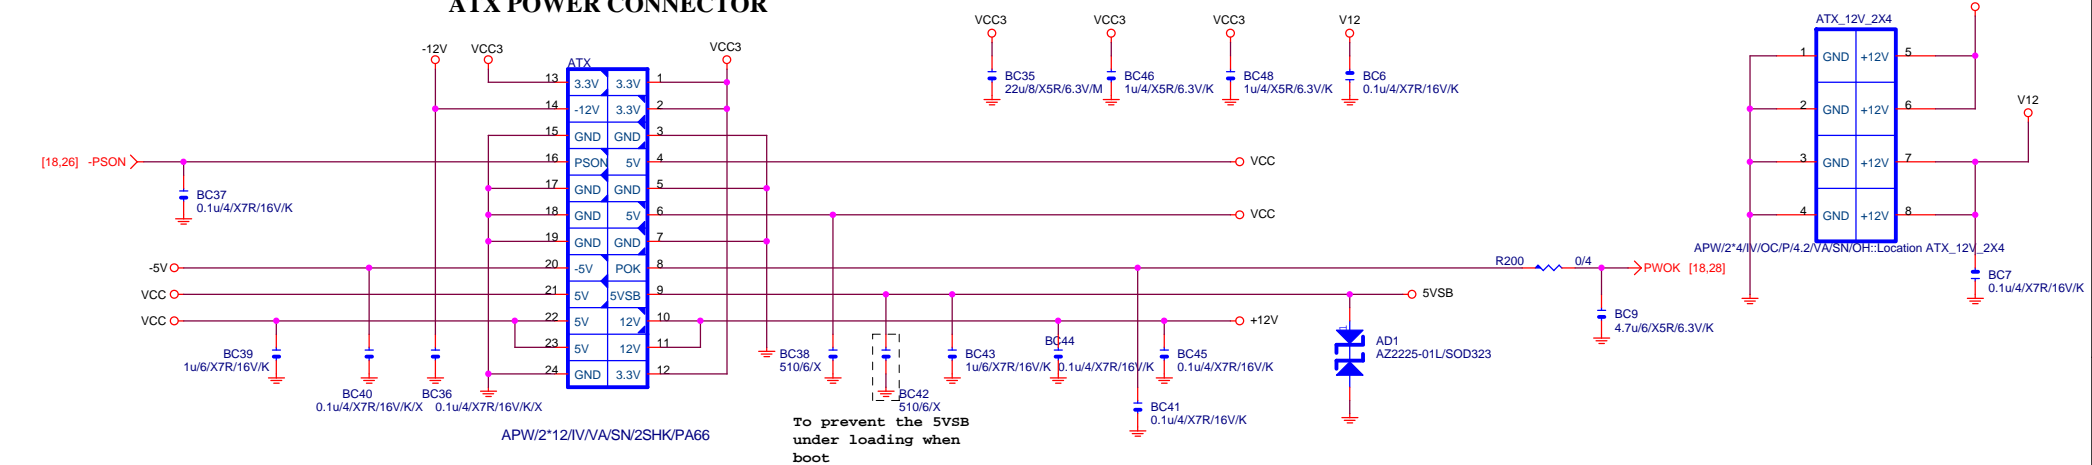 ATX POWER CONNECTOR
VCC3 VCC3 VCC3 V12
BC35
22u/8/X5R/6.3V/M
BC46
1u/4/X5R/6.3V/K
BC48
1u/4/X5R/6.3V/K
BC6
0.1u/4/X7R/16V/K
-12V VCC3 VCC3
ATX
13 3.3V 3.3V 1
14 -12V 3.3V 2
15 GND GND 3
16 PSON 5V 4
17 GND GND 5
18 GND 5V 6
19 GND GND 7
20 -5V POK 8
21 5V 5VSB 9
22 5V 12V 10
23 5V 12V 11
24 GND 3.3V 12
APW/2*12/IV/VA/SN/2SHK/PA66
[18,26] -PSON
BC37
0.1u/4/X7R/16V/K
-5V
VCC
VCC
BC39
1u/6/X7R/16V/K
BC40
0.1u/4/X7R/16V/K/X
BC36
0.1u/4/X7R/16V/K/X
VCC
VCC
5VSB
+12V
BC38
510/6/X
BC42
510/6/X
To prevent the 5VSB
under loading when
boot
BC43
1u/6/X7R/16V/K
BC44
0.1u/4/X7R/16V/K
BC45
0.1u/4/X7R/16V/K
BC41
0.1u/4/X7R/16V/K
1
AD1
AZ2225-01L/SOD323
R200 0/4
PWOK [18,28]
BC9
4.7u/6/X5R/6.3V/K
ATX_12V_2X4
1 GND +12V 5
2 GND +12V 6
3 GND +12V 7
4 GND +12V 8
V12
APW/2*4/IV/OC/P/4.2/VA/SN/OH::Location ATX_12V_2X4
BC7
0.1u/4/X7R/16V/K